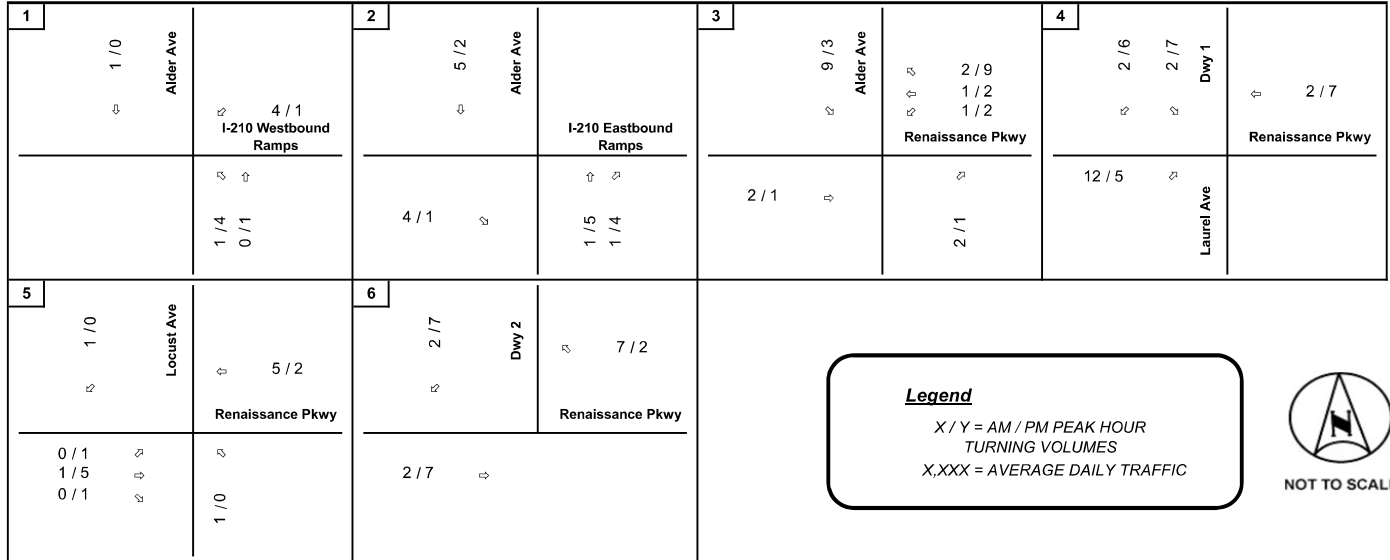 1
1 / 0
Alder Ave
4 / 1
I-210 Westbound
Ramps
1 / 4
0 / 1
2
5 / 2
Alder Ave
I-210 Eastbound
Ramps
4 / 1
1 / 5
1 / 4
3
9 / 3
Alder Ave
2 / 9
1 / 2
1 / 2
Renaissance Pkwy
2 / 1
2 / 1
4
2 / 6
2 / 7
Dwy 1
2 / 7
Renaissance Pkwy
12 / 5
Laurel Ave
5
1 / 0
Locust Ave
5 / 2
Renaissance Pkwy
0 / 1
1 / 5
0 / 1
1 / 0
6
2 / 7
Dwy 2
7 / 2
Renaissance Pkwy
2 / 7
Legend
X / Y = AM / PM PEAK HOUR
TURNING VOLUMES
X,XXX = AVERAGE DAILY TRAFFIC
N
NOT TO SCALE